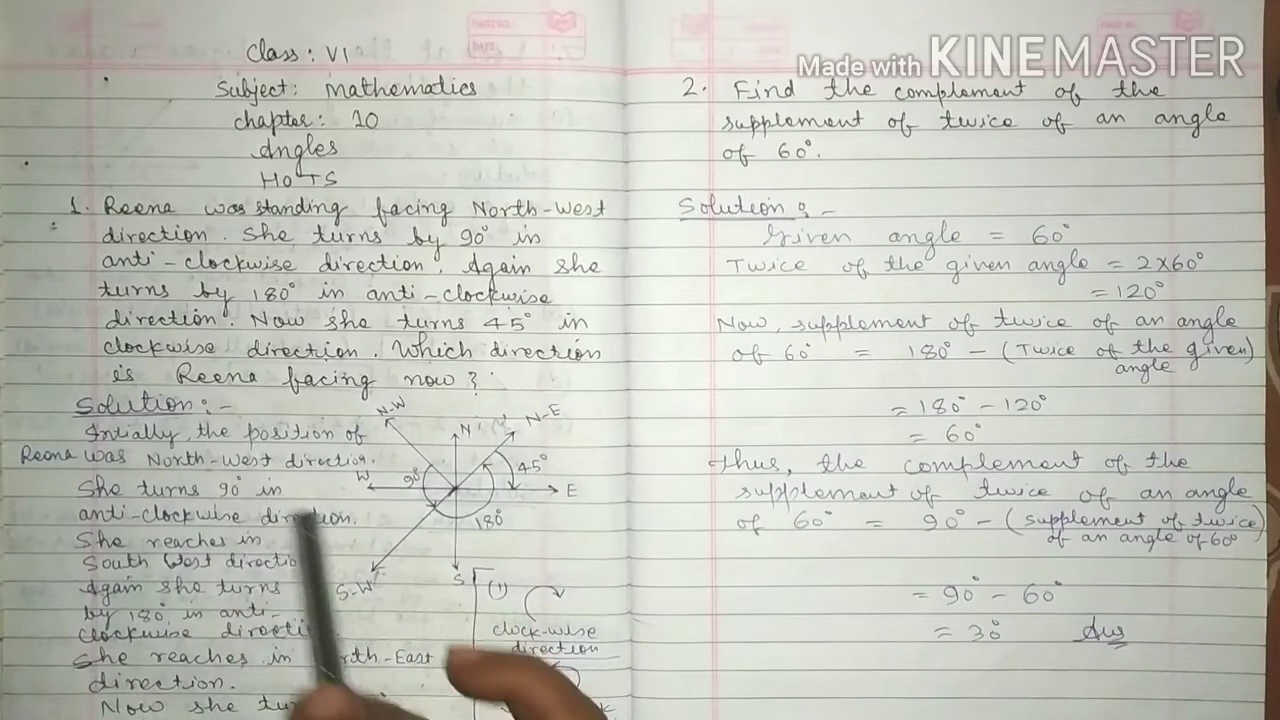 Class: VI
Subject: Mathematics
Chapter: 10
Angles
HOTS
1. Reena was standing facing North-West
direction. She turns by 90° in
anti-clockwise direction. Again she
turns by 180° in anti-clockwise
direction. Now she turns 45° in
clockwise direction. Which direction
is Reena facing now?
Solution:-
Intially, the position of
Reena was North-West direction.
She turns 90° in
anti-clockwise direction.
She reaches in
South West
Again she turns
by 180° in anti-
clockwise
She reaches in East
direction.
Now she
N-W
N
N-E
W
90°
45°
E
180°
S-W
S
(1)
clock-wise
direction
Made with KINEMASTER
PAGE NO.
DATE:
2. Find the complement of the
supplement of twice of an angle
of 60°.
Solution:-
Given angle = 60°
Twice of the given angle = 2×60°
= 120°
Now, supplement of twice of an angle
of 60° = 180° - (Twice of the given)
angle
= 180° - 120°
= 60°
Thus, the complement of the
supplement of twice of an angle
of 60° = 90° - (supplement of twice)
of an angle of 60°
= 90° - 60°
= 30° Ans